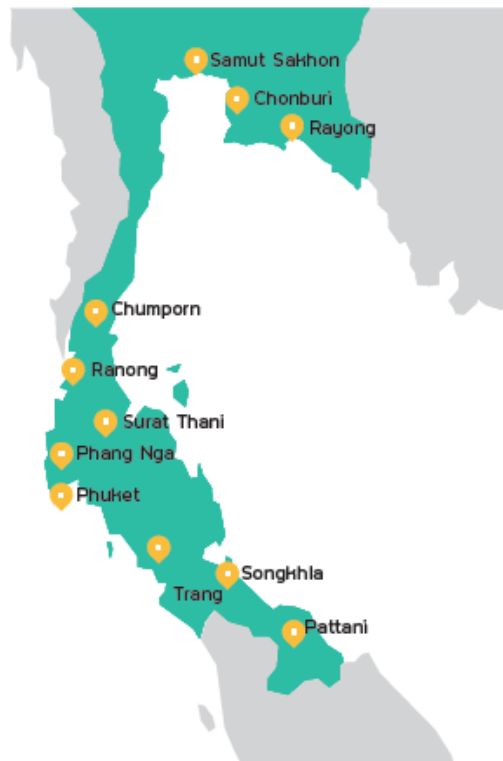 Samut Sakhon
Chonburi
Rayong
Chumporn
Ranong
Surat Thani
Phang Nga
Phuket
Songkhla
Trang
Pattani